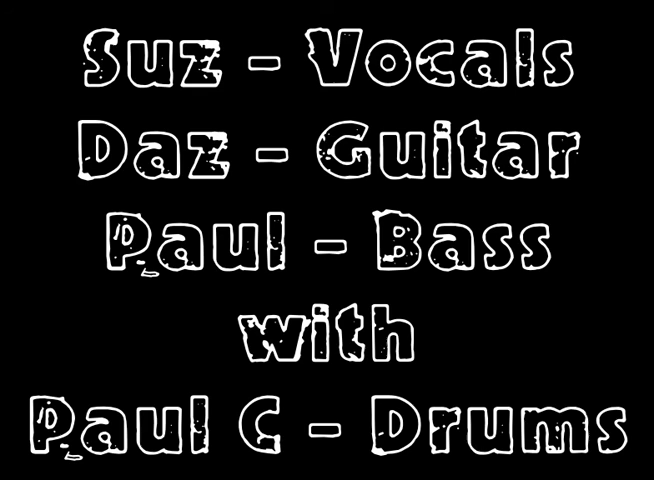 Suz - Vocals
Daz - Guitar
Paul - Bass
with
Paul C - Drums